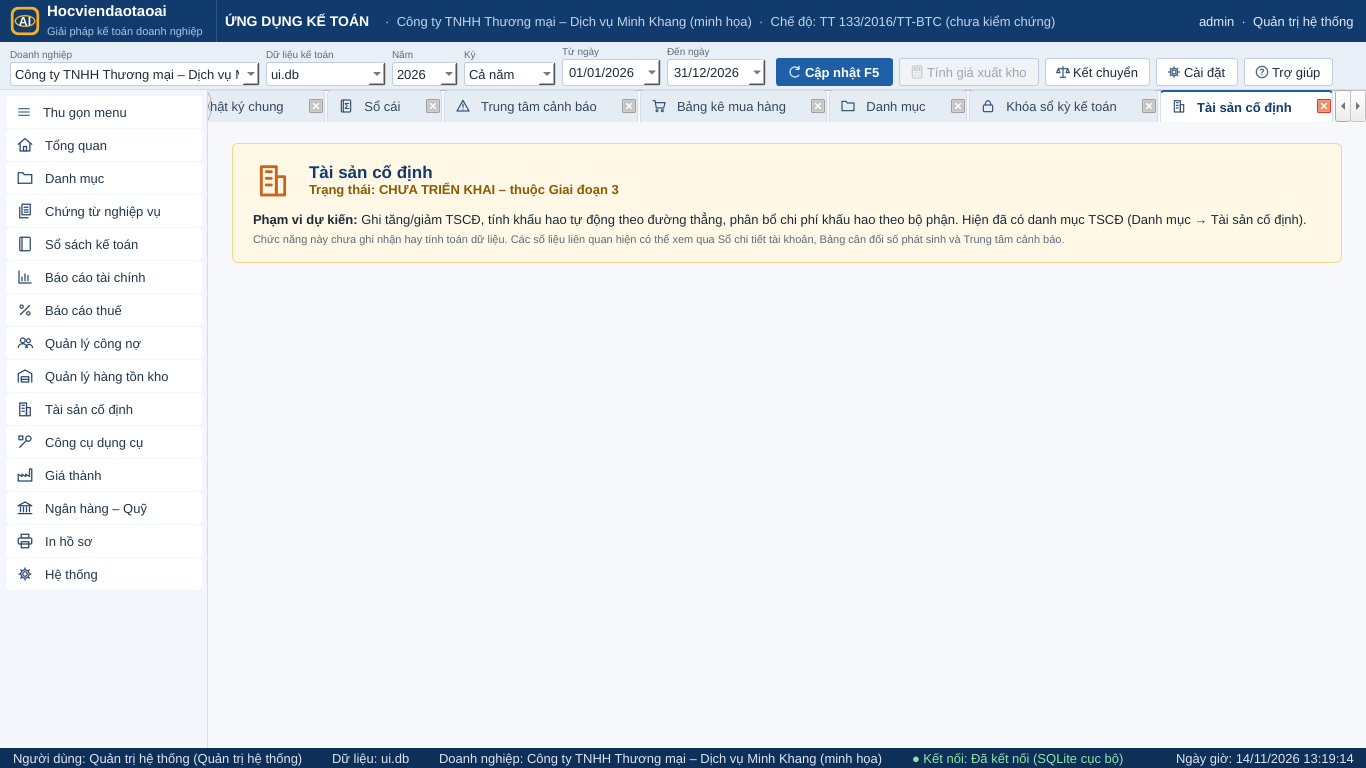 AI
Hocviendaotaoai
Giải pháp kế toán doanh nghiệp
ỨNG DỤNG KẾ TOÁN · Công ty TNHH Thương mại – Dịch vụ Minh Khang (minh họa) · Chế độ: TT 133/2016/TT-BTC (chưa kiểm chứng)
admin · Quản trị hệ thống
Doanh nghiệp Dữ liệu kế toán Năm Kỳ Từ ngày Đến ngày
Công ty TNHH Thương mại – Dịch vụ ui.db 2026 Cả năm 01/01/2026 31/12/2026 Cập nhật F5 Tính giá xuất kho Kết chuyển Cài đặt Trợ giúp
hật ký chung Sổ cái Trung tâm cảnh báo Bảng kê mua hàng Danh mục Khóa sổ kỳ kế toán Tài sản cố định
Thu gọn menu
Tổng quan
Danh mục
Chứng từ nghiệp vụ
Sổ sách kế toán
Báo cáo tài chính
Báo cáo thuế
Quản lý công nợ
Quản lý hàng tồn kho
Tài sản cố định
Công cụ dụng cụ
Giá thành
Ngân hàng – Quỹ
In hồ sơ
Hệ thống
Tài sản cố định
Trạng thái: CHƯA TRIỂN KHAI – thuộc Giai đoạn 3
Phạm vi dự kiến: Ghi tăng/giảm TSCĐ, tính khấu hao tự động theo đường thẳng, phân bổ chi phí khấu hao theo bộ phận. Hiện đã có danh mục TSCĐ (Danh mục → Tài sản cố định).
Chức năng này chưa ghi nhận hay tính toán dữ liệu. Các số liệu liên quan hiện có thể xem qua Sổ chi tiết tài khoản, Bảng cân đối số phát sinh và Trung tâm cảnh báo.
Người dùng: Quản trị hệ thống (Quản trị hệ thống) Dữ liệu: ui.db Doanh nghiệp: Công ty TNHH Thương mại – Dịch vụ Minh Khang (minh họa) ● Kết nối: Đã kết nối (SQLite cục bộ) Ngày giờ: 14/11/2026 13:19:14